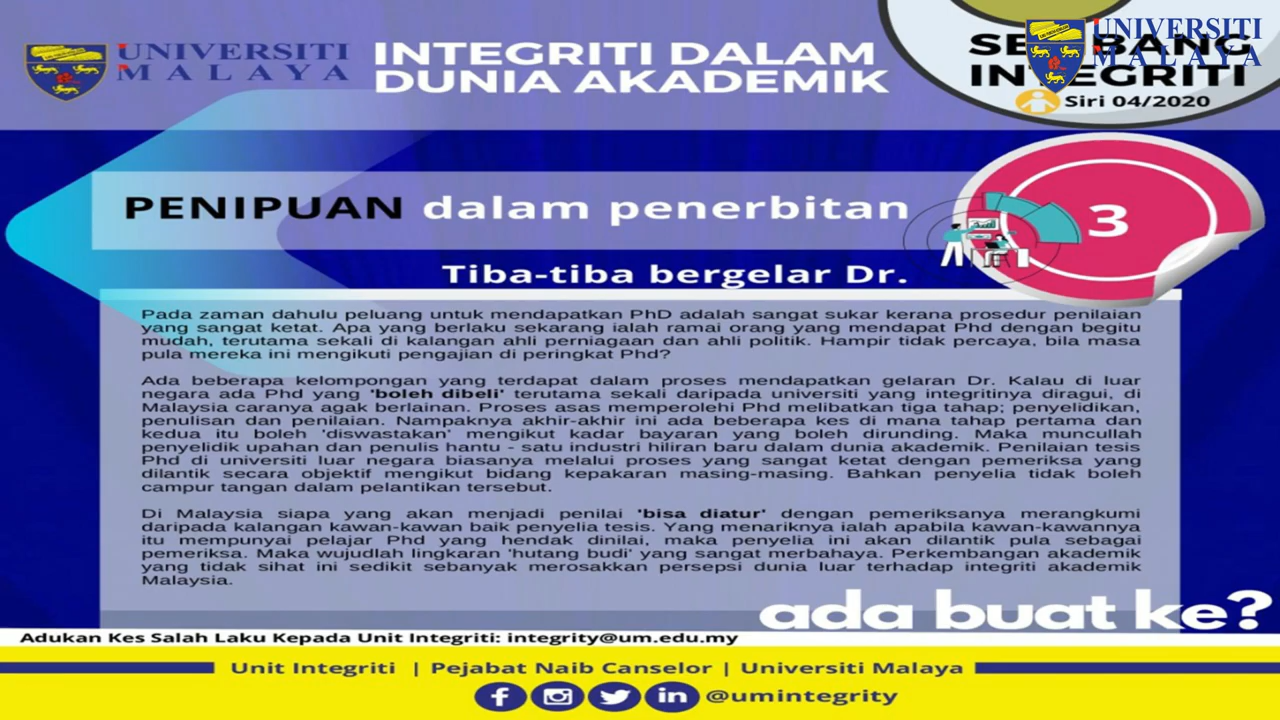 UNIVERSITI
MALAYA
INTEGRITI DALAM
DUNIA AKADEMIK
UNIVERSITI
MALAYA
INTEGRITI
Siri 04/2020
PENIPUAN dalam penerbitan
3
Tiba-tiba bergelar Dr.
Pada zaman dahulu peluang untuk mendapatkan PhD adalah sangat sukar kerana prosedur penilaian
yang sangat ketat. Apa yang berlaku sekarang ialah ramai orang yang mendapat Phd dengan begitu
mudah, terutama sekali di kalangan ahli perniagaan dan ahli politik. Hampir tidak percaya, bila masa
pula mereka ini mengikuti pengajian di peringkat Phd?
Ada beberapa kelompongan yang terdapat dalam proses mendapatkan gelaran Dr. Kalau di luar
negara ada Phd yang 'boleh dibeli' terutama sekali daripada universiti yang integritinya diragui, di
Malaysia caranya agak berlainan. Proses asas memperolehi Phd melibatkan tiga tahap; penyelidikan,
penulisan dan penilaian. Nampaknya akhir-akhir ini ada beberapa kes di mana tahap pertama dan
kedua itu boleh 'diswastakan' mengikut kadar bayaran yang boleh dirunding. Maka muncullah
penyelidik upahan dan penulis hantu - satu industri hiliran baru dalam dunia akademik. Penilaian tesis
Phd di universiti luar negara biasanya melalui proses yang sangat ketat dengan pemeriksa yang
dilantik secara objektif mengikut bidang kepakaran masing-masing. Bahkan penyelia tidak boleh
campur tangan dalam pelantikan tersebut.
Di Malaysia siapa yang akan menjadi penilai 'bisa diatur' dengan pemeriksanya merangkumi
daripada kalangan kawan-kawan baik penyelia tesis. Yang menariknya ialah apabila kawan-kawannya
itu mempunyai pelajar Phd yang hendak dinilai, maka penyelia ini akan dilantik pula sebagai
pemeriksa. Maka wujudlah lingkaran 'hutang budi' yang sangat merbahaya. Perkembangan akademik
yang tidak sihat ini sedikit sebanyak merosakkan persepsi dunia luar terhadap integriti akademik
Malaysia.
ada buat ke?
Adukan Kes Salah Laku Kepada Unit Integriti: integrity@um.edu.my
Unit Integriti | Pejabat Naib Canselor | Universiti Malaya
@umintegrity